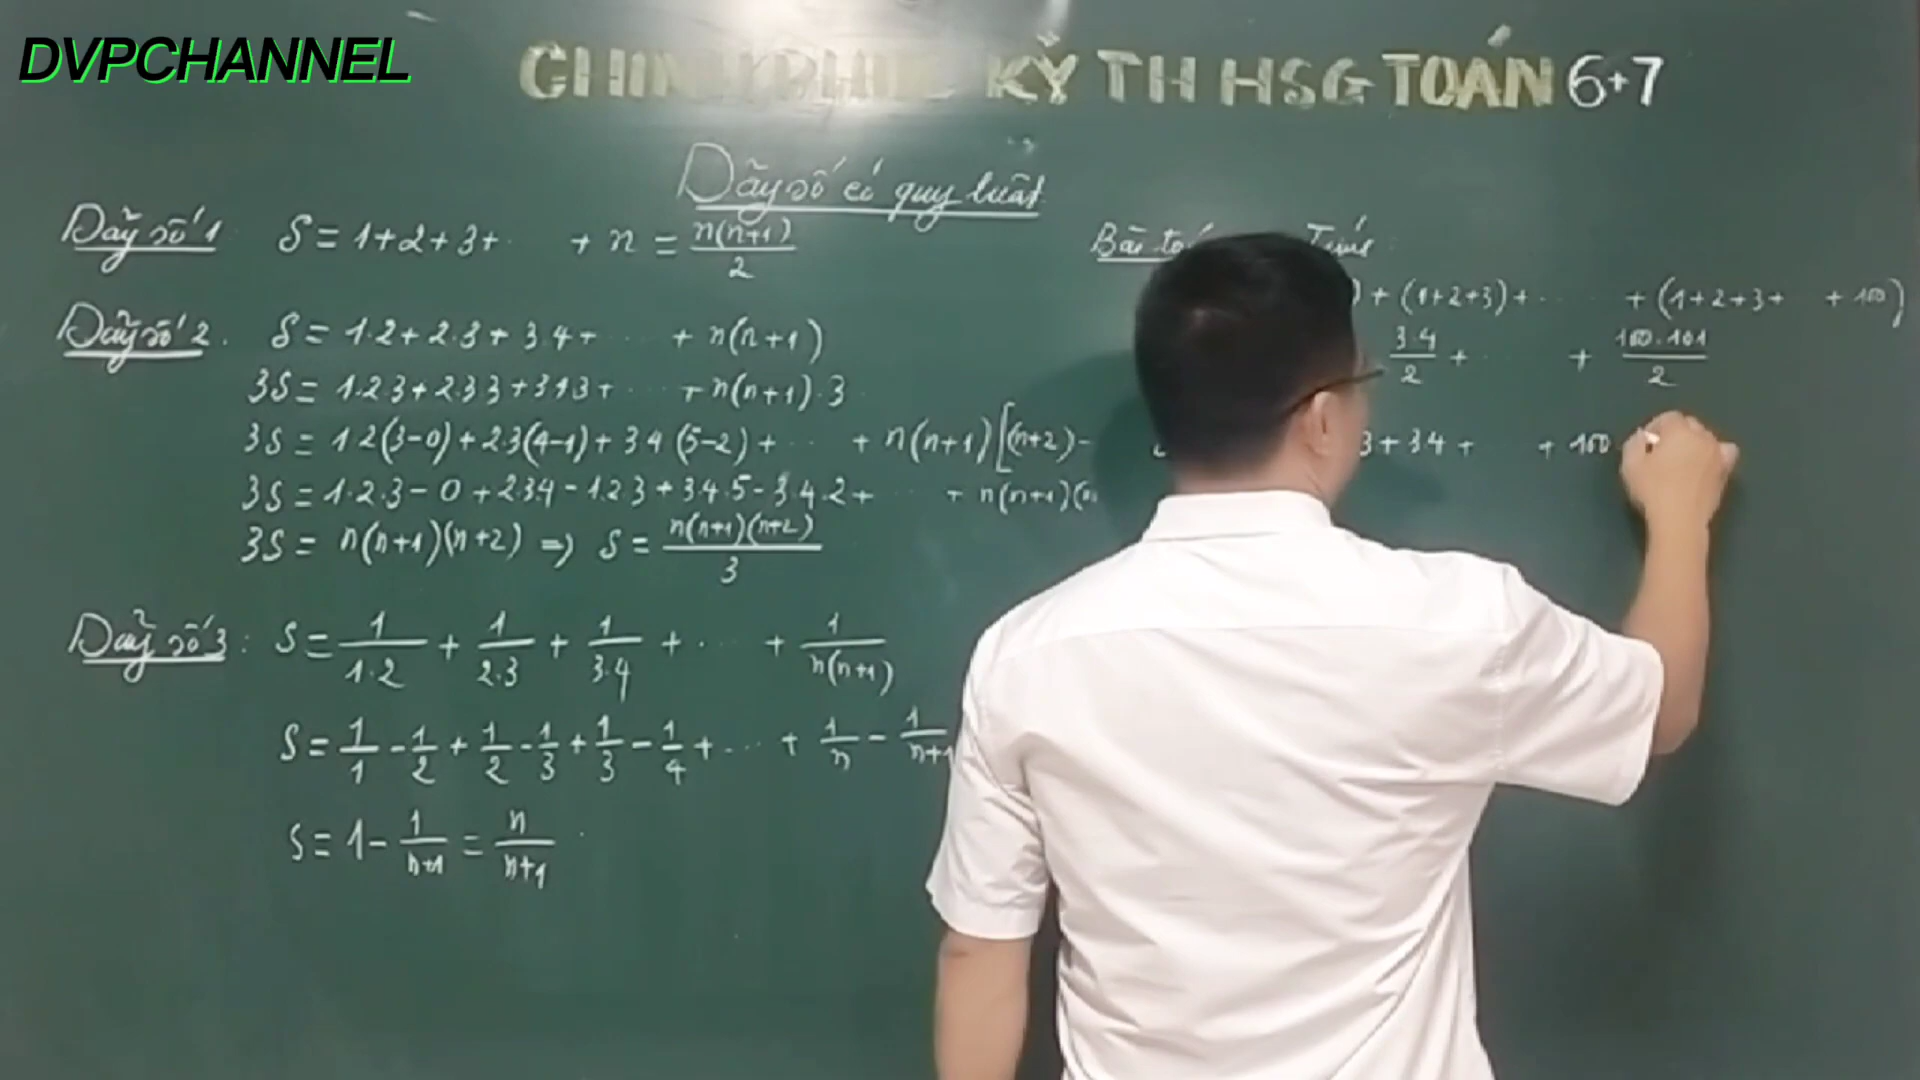 DVPCHANNEL
KỲ TH HSG TOÁN 6+7
Dãy số có quy luật
Dãy số 1 S = 1+2+3+ · + n = n(n+1)/2
Dãy số 2. S = 1.2+2.3+3.4+ ··· + n(n+1)
3S = 1.2.3+2.3.3+3.4.3+ ··· + n(n+1).3
3S = 1.2(3-0)+2.3(4-1)+3.4(5-2)+ ··· + n(n+1)[(n+2)-
3S = 1.2.3-0+2.3.4-1.2.3+3.4.5-3.4.2+ ··· + n(n+1)(
3S = n(n+1)(n+2) => S = n(n+1)(n+2)/3
Dãy số 3: S = 1/1.2 + 1/2.3 + 1/3.4 + ··· + 1/n(n+1)
S = 1/1 - 1/2 + 1/2 - 1/3 + 1/3 - 1/4 + ··· + 1/n - 1/n+1
S = 1 - 1/n+1 = n/n+1
Bài
) + (1+2+3) + ···· + (1+2+3+ + 100)
3.4/2 + ··· + 100.101/2
3+3.4+ + 100